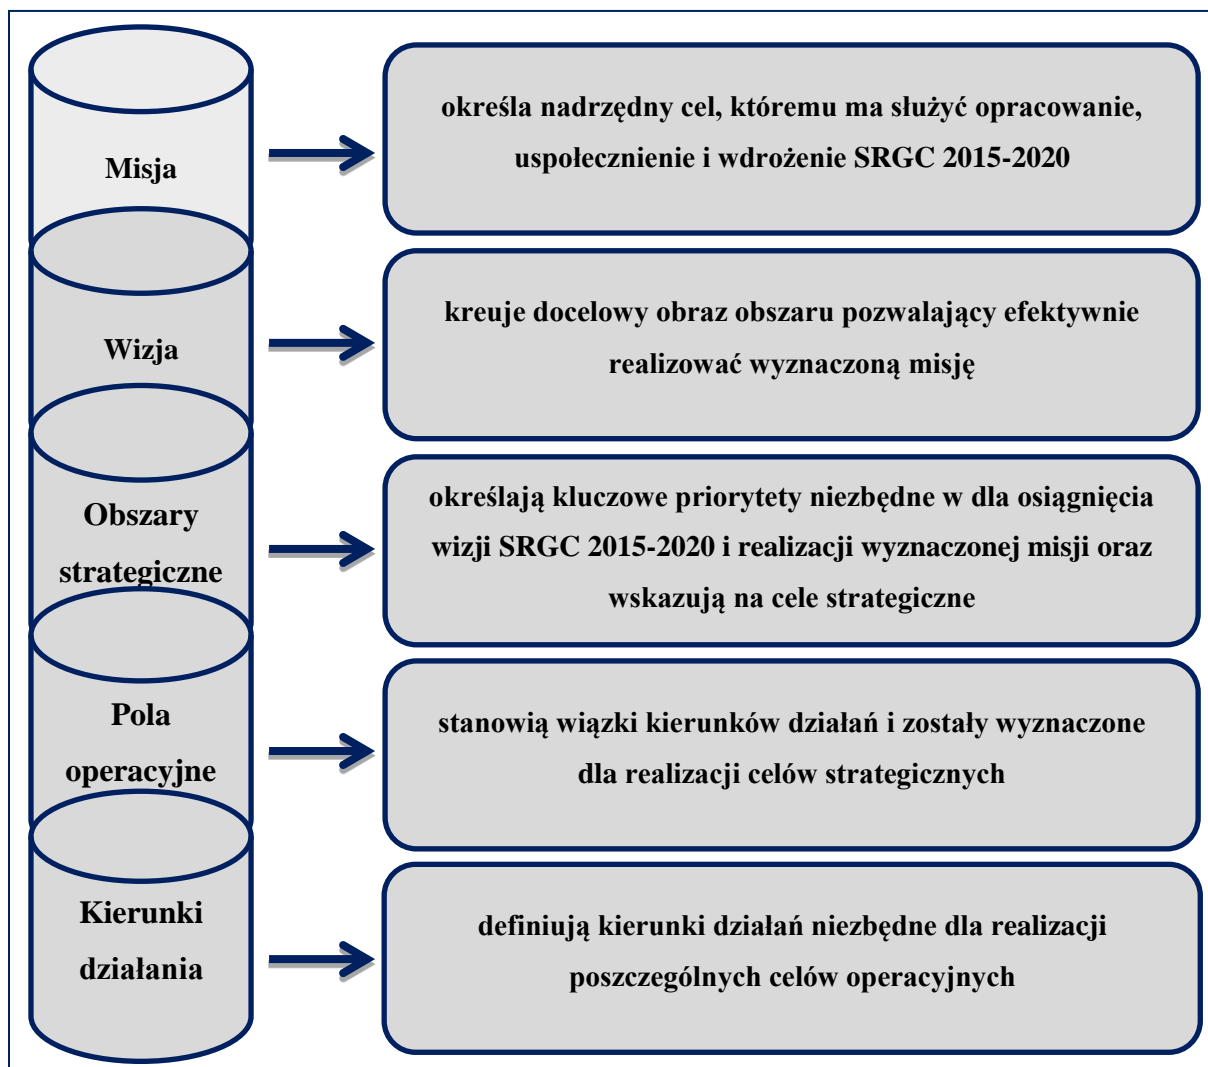 Misja
określa nadrzędny cel, któremu ma służyć opracowanie,
uspołecznienie i wdrożenie SRGC 2015-2020
Wizja
kreuje docelowy obraz obszaru pozwalający efektywnie
realizować wyznaczoną misję
Obszary
strategiczne
określają kluczowe priorytety niezbędne w dla osiągnięcia
wizji SRGC 2015-2020 i realizacji wyznaczonej misji oraz
wskazują na cele strategiczne
Pola
operacyjne
stanowią wiązki kierunków działań i zostały wyznaczone
dla realizacji celów strategicznych
Kierunki
działania
definiują kierunki działań niezbędne dla realizacji
poszczególnych celów operacyjnych